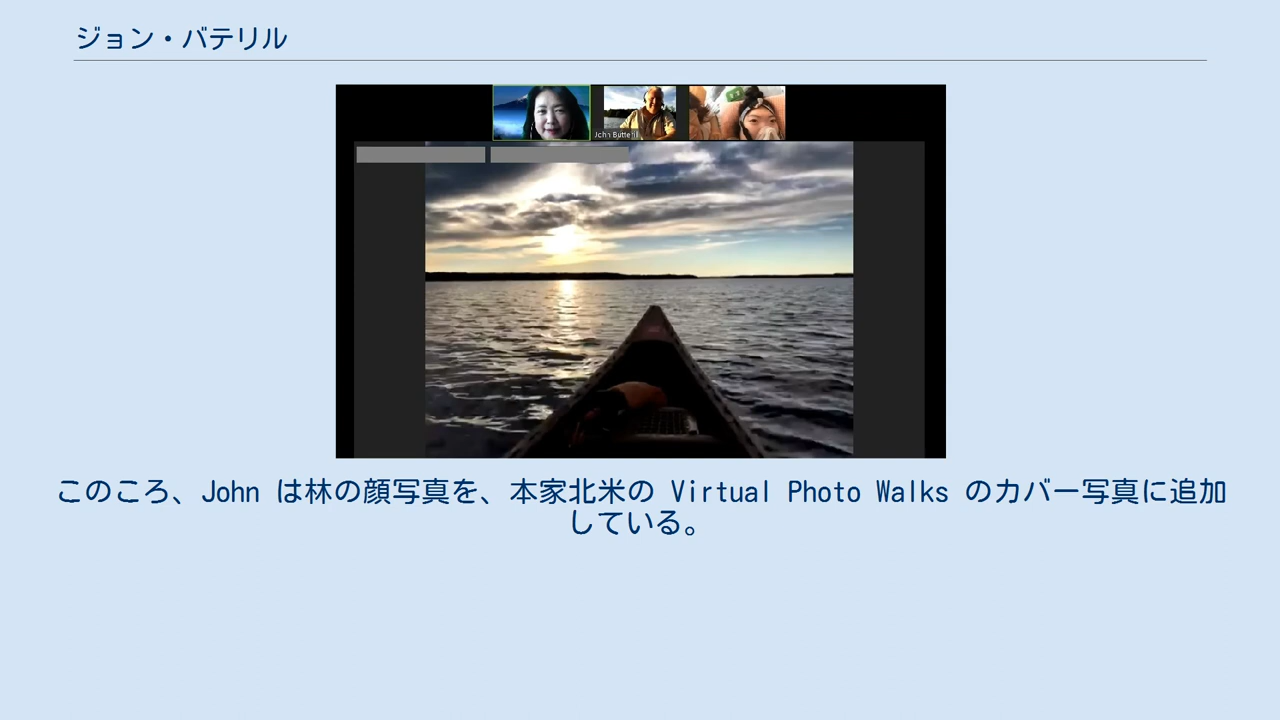 ジョン・バテリル
John Butterill
このころ、John は林の顔写真を、本家北米の Virtual Photo Walks のカバー写真に追加
している。